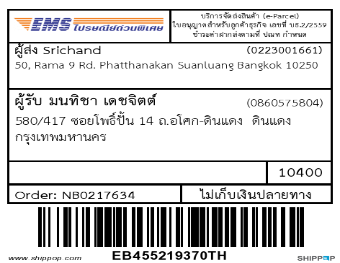 EMS ไปรษณีย์ด่วนพิเศษ
บริการจัดส่งสินค้า (e-Parcel)
ใบอนุญาตสำหรับลูกค้าธุรกิจ เลขที่ บธ.2/2559
ชำระค่าฝากส่งตามที่ ปณท กำหนด
ผู้ส่ง Srichand (0223001661)
50, Rama 9 Rd. Phatthanakan Suanluang Bangkok 10250
ผู้รับ มนทิชา เดชจิตต์ (0860575804)
580/417 ซอยโพธิ์ปั้น 14 ถ.อโศก-ดินแดง ดินแดง
กรุงเทพมหานคร
10400
Order: NB0217634 ไม่เก็บเงินปลายทาง
www.shippop.com EB455219370TH SHIPPOP